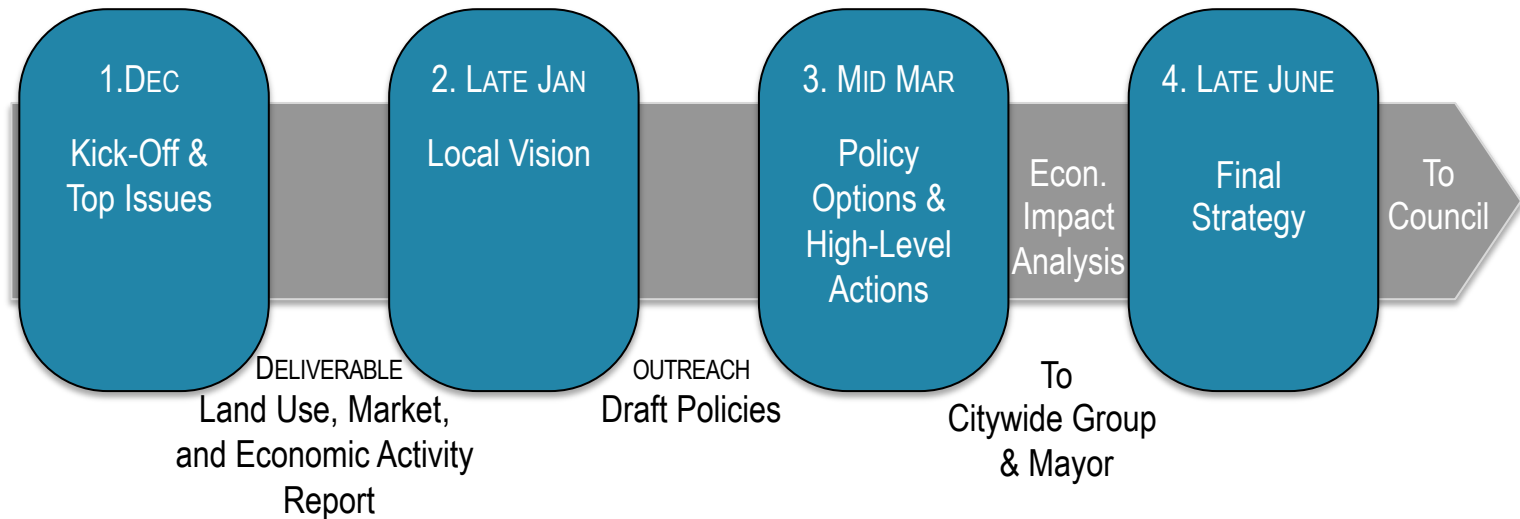 1.DEC
Kick-Off &
Top Issues
DELIVERABLE
Land Use, Market,
and Economic Activity
Report
2. LATE JAN
Local Vision
OUTREACH
Draft Policies
3. MID MAR
Policy
Options &
High-Level
Actions
Econ.
Impact
Analysis
To
Citywide Group
& Mayor
4. LATE JUNE
Final
Strategy
To
Council